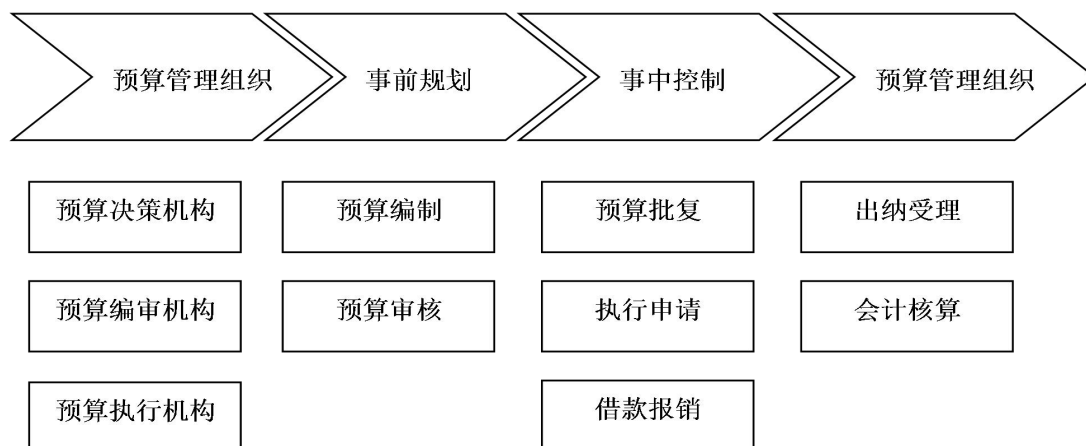 预算管理组织
事前规划
事中控制
预算管理组织
预算决策机构
预算编制
预算批复
出纳受理
预算编审机构
预算审核
执行申请
会计核算
预算执行机构
借款报销